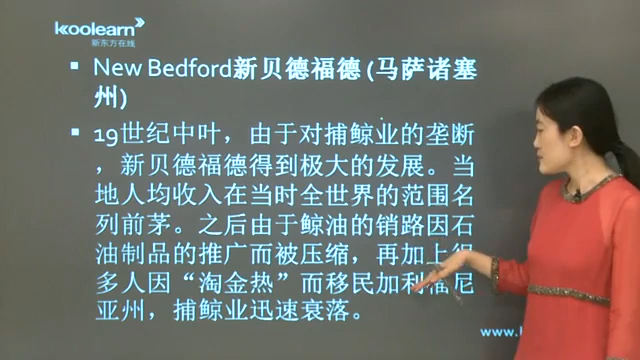 koolearn
新东方在线
New Bedford新贝德福德 (马萨诸塞
州)
19世纪中叶，由于对捕鲸业的垄断
，新贝德福德得到极大的发展。当
地人均收入在当时全世界的范围名
列前茅。之后由于鲸油的销路因石
油制品的推广而被压缩，再加上很
多人因“淘金热”而移民加利福尼
亚州，捕鲸业迅速衰落。